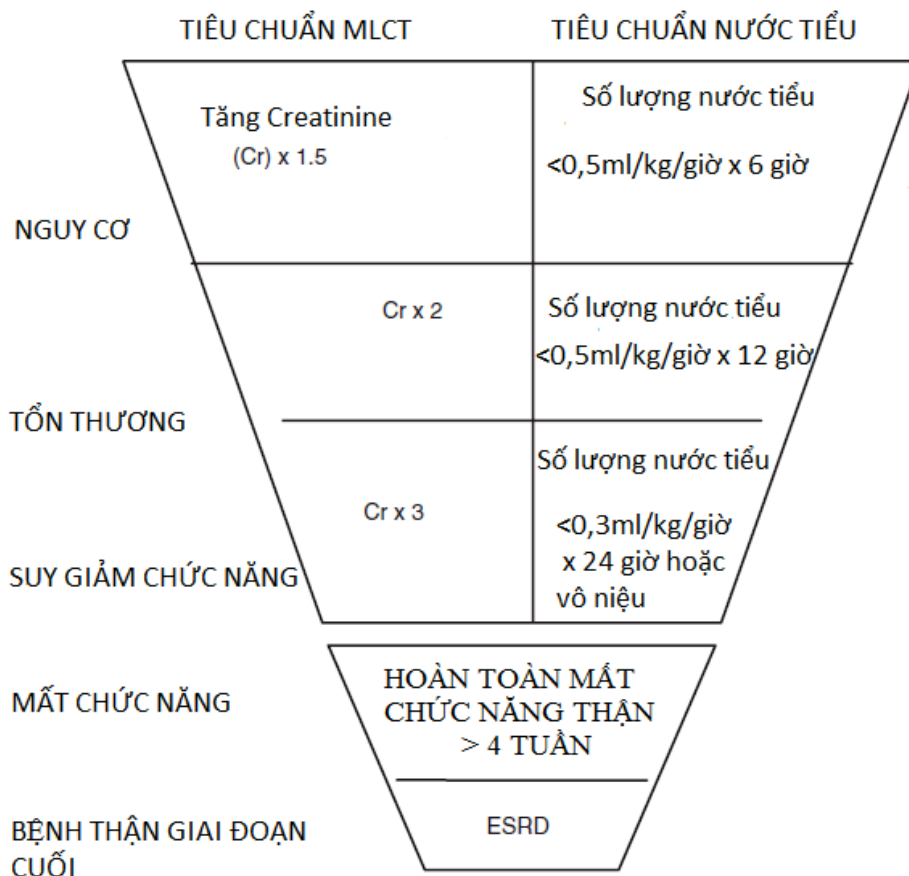 TIÊU CHUẨN MLCT
TIÊU CHUẨN NƯỚC TIỂU
Tăng Creatinine
(Cr) x 1.5
Số lượng nước tiểu
<0,5ml/kg/giờ x 6 giờ
NGUY CƠ
Cr x 2
Số lượng nước tiểu
<0,5ml/kg/giờ x 12 giờ
TỔN THƯƠNG
Cr x 3
Số lượng nước tiểu
<0,3ml/kg/giờ
x 24 giờ hoặc
vô niệu
SUY GIẢM CHỨC NĂNG
HOÀN TOÀN MẤT
CHỨC NĂNG THẬN
> 4 TUẦN
MẤT CHỨC NĂNG
ESRD
BỆNH THẬN GIAI ĐOẠN
CUỐI